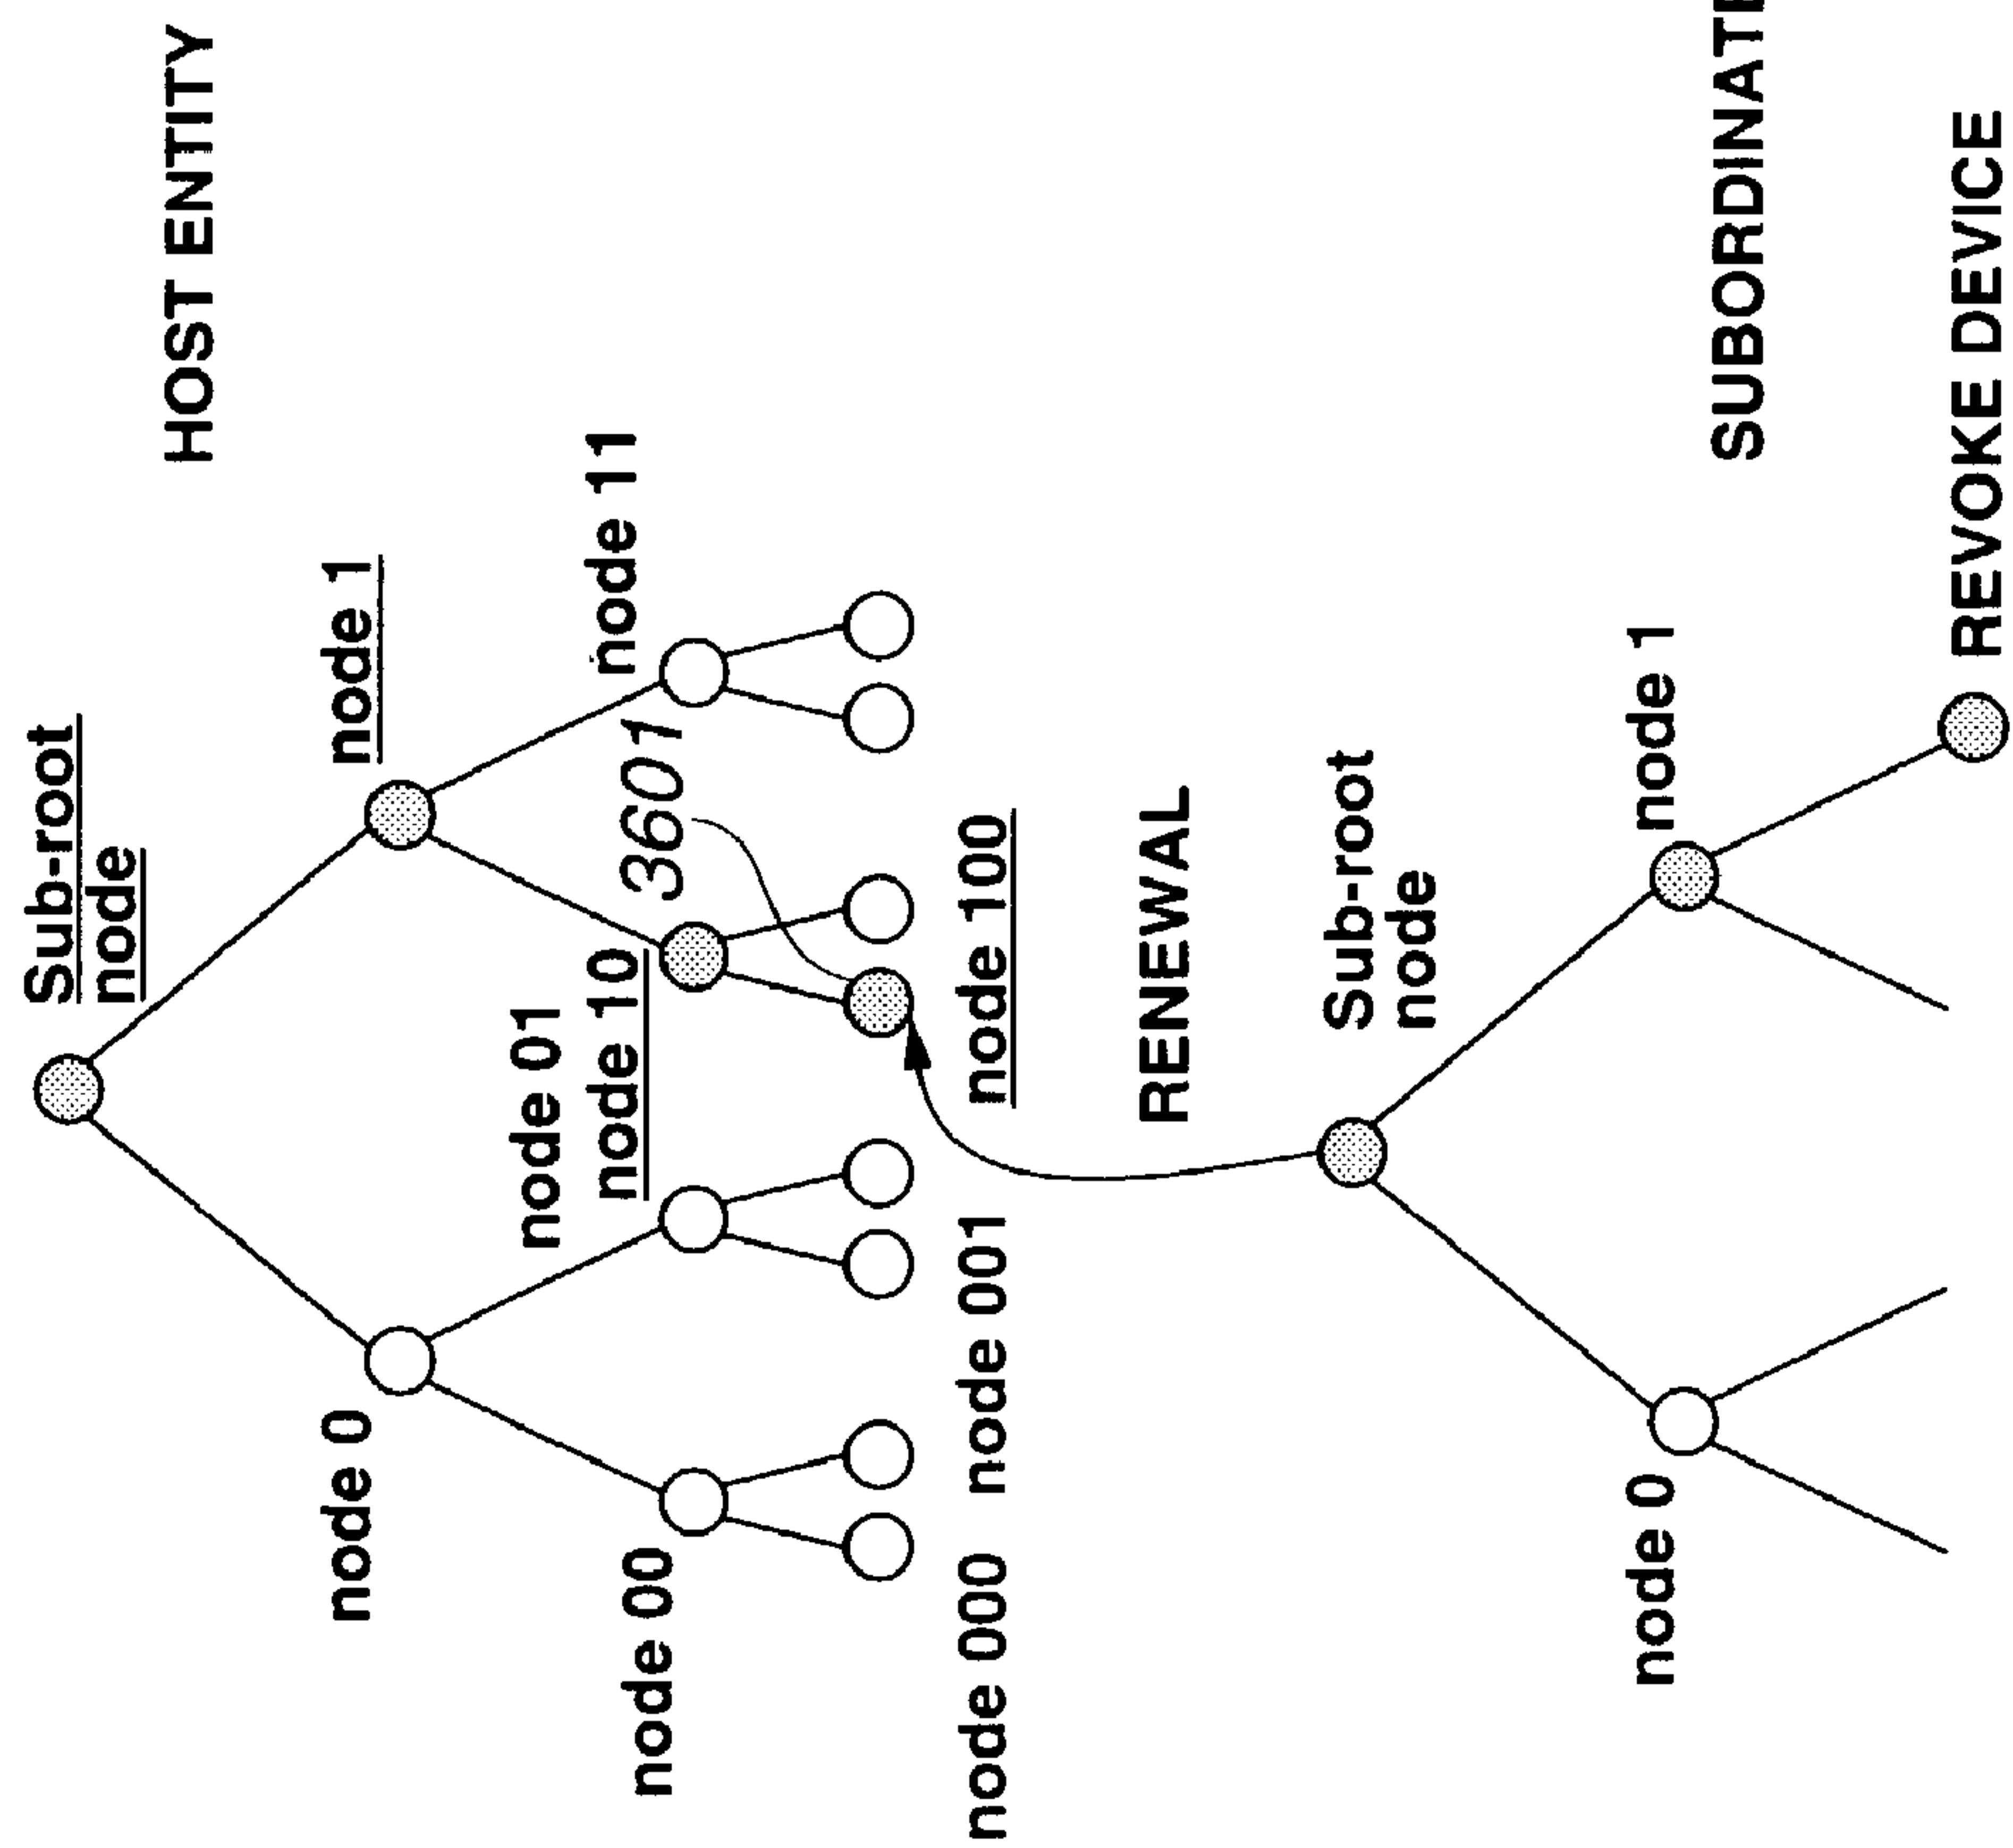 HOST ENTITY
Sub-root
node
node 0
node 1
node 00
node 01
node 10
3601
node 11
node 000
node 001
node 100
RENEWAL
Sub-root
node
node 0
node 1
SUBORDINATE
REVOKE DEVICE